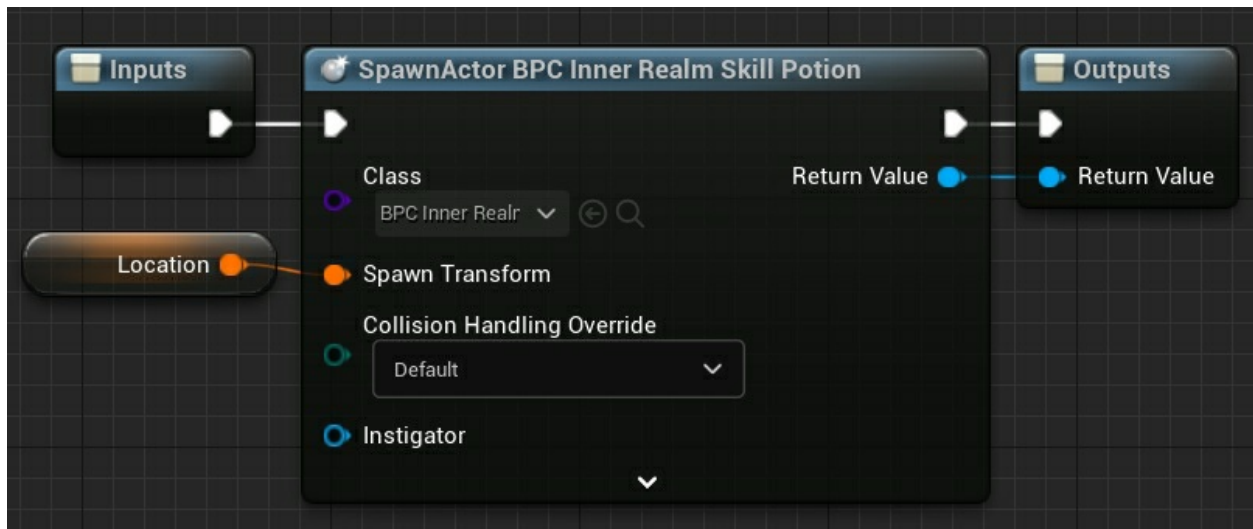 Inputs
SpawnActor BPC Inner Realm Skill Potion
Outputs
Class
Return Value
Return Value
BPC Inner Realr
Location
Spawn Transform
Collision Handling Override
Default
Instigator